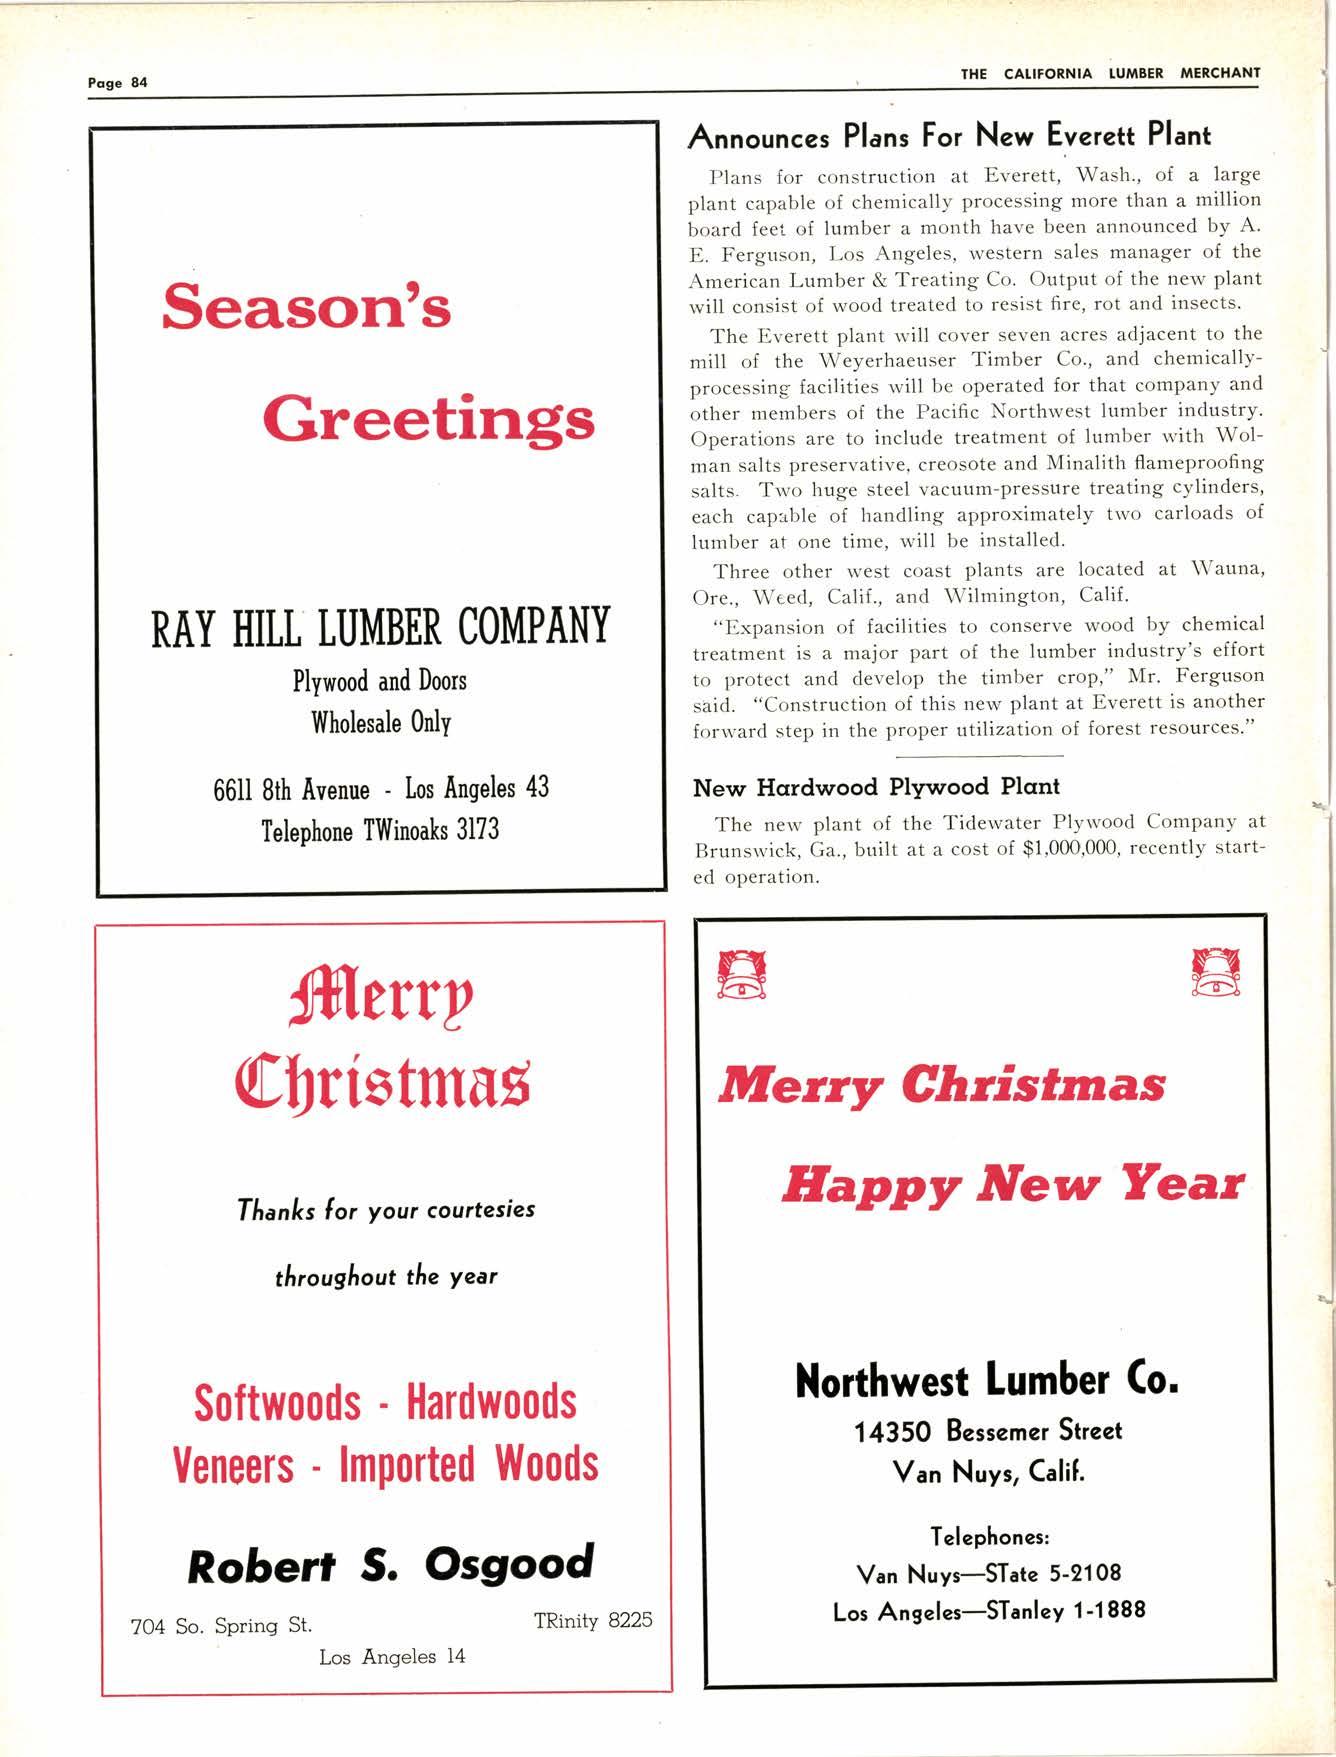 Page 84
THE CALIFORNIA LUMBER MERCHANT
Season's
Greetings
RAY HILL LUMBER COMPANY
Plywood and Doors
Wholesale Only
6611 8th Avenue - Los Angeles 43
Telephone TWinoaks 3173
Announces Plans For New Everett Plant
Plans for construction at Everett, Wash., of a large
plant capable of chemically processing more than a million
board feet of lumber a month have been announced by A.
E. Ferguson, Los Angeles, western sales manager of the
American Lumber & Treating Co. Output of the new plant
will consist of wood treated to resist fire, rot and insects.
The Everett plant will cover seven acres adjacent to the
mill of the Weyerhaeuser Timber Co., and chemically-
processing facilities will be operated for that company and
other members of the Pacific Northwest lumber industry.
Operations are to include treatment of lumber with Wol-
man salts preservative, creosote and Minalith flameproofing
salts. Two huge steel vacuum-pressure treating cylinders,
each capable of handling approximately two carloads of
lumber at one time, will be installed.
Three other west coast plants are located at Wauna,
Ore., Weed, Calif., and Wilmington, Calif.
"Expansion of facilities to conserve wood by chemical
treatment is a major part of the lumber industry's effort
to protect and develop the timber crop," Mr. Ferguson
said. "Construction of this new plant at Everett is another
forward step in the proper utilization of forest resources."
New Hardwood Plywood Plant
The new plant of the Tidewater Plywood Company at
Brunswick, Ga., built at a cost of $1,000,000, recently start-
ed operation.
Merry
Christmas
Thanks for your courtesies
throughout the year
Softwoods - Hardwoods
Veneers - Imported Woods
Robert S. Osgood
704 So. Spring St.
TRinity 8225
Los Angeles 14
Merry Christmas
Happy New Year
Northwest Lumber Co.
14350 Bessemer Street
Van Nuys, Calif.
Telephones:
Van Nuys—STate 5-2108
Los Angeles—STanley 1-1888